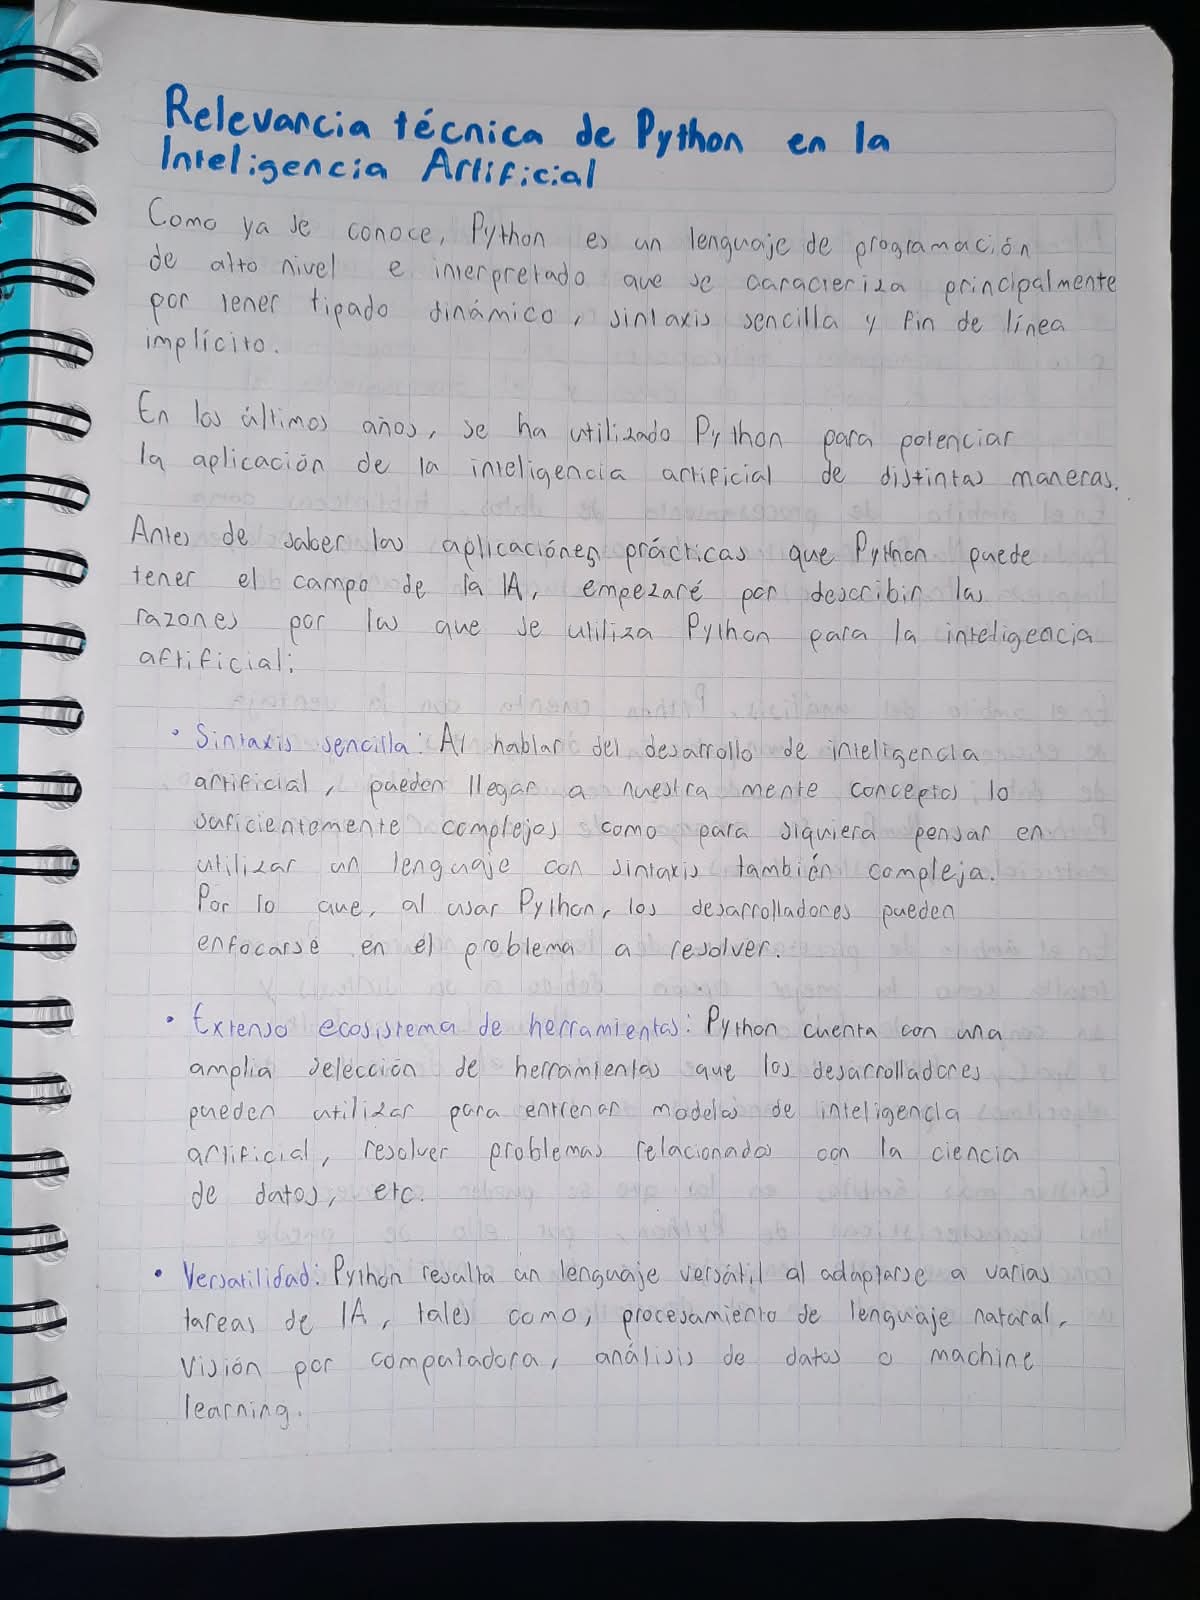 Relevancia técnica de Python en la
Inteligencia Artificial
Como ya se conoce, Python es un lenguaje de programación
de alto nivel e interpretado que se caracteriza principalmente
por tener tipado dinámico, sintaxis sencilla y fin de línea
implícito.
En los últimos años, se ha utilizado Python para potenciar
la aplicación de la inteligencia artificial de distintas maneras.
Antes de saber las aplicaciónes prácticas que Python puede
tener el campo de la IA, empezaré por describir las
razones por las que se utiliza Python para la inteligencia
artificial:
• Sintaxis sencilla: Al hablar del desarrollo de inteligencia
artificial, pueden llegar a nuestra mente conceptos lo
suficientemente complejos como para siquiera pensar en
utilizar un lenguaje con sintaxis también compleja.
Por lo que, al usar Python, los desarrolladores pueden
enfocarse en el problema a resolver.
• Extenso ecosistema de herramientas: Python cuenta con una
amplia selección de herramientas que los desarrolladores
pueden utilizar para entrenar modelos de inteligencia
artificial, resolver problemas relacionados con la ciencia
de datos, etc.
• Versatilidad: Python resulta un lenguaje versátil al adaptarse a varias
tareas de IA, tales como, procesamiento de lenguaje natural,
visión por computadora, análisis de datos o machine
learning.